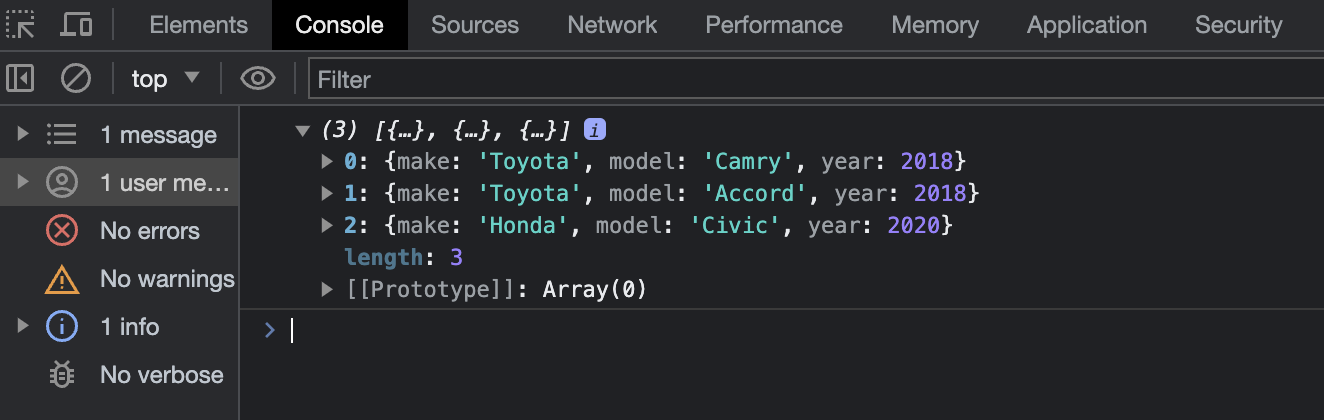 Elements Console Sources Network Performance Memory Application Security
top Filter
1 message
1 user me…
No errors
No warnings
1 info
No verbose
(3) [{…}, {…}, {…}] i
0: {make: 'Toyota', model: 'Camry', year: 2018}
1: {make: 'Toyota', model: 'Accord', year: 2018}
2: {make: 'Honda', model: 'Civic', year: 2020}
length: 3
[[Prototype]]: Array(0)
>